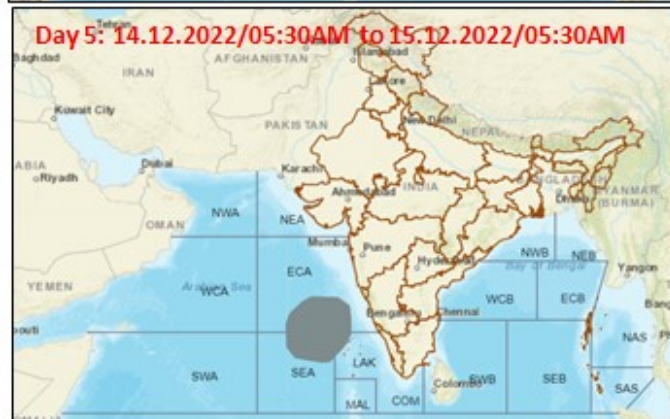 Day 5: 14.12.2022/05:30AM to 15.12.2022/05:30AM
Tehran
Baghdad
AFGHANISTAN
Islamabad
IRAN
Lahore
Kuwait City
PAKISTAN
New Delhi
NEPAL
ABIA
Riyadh
Dubai
Karachi
Ahmedabad
INDIA
BANGLADESH
Dhaka
MYANMAR
(BURMA)
OMAN
NWA
NEA
Mumbai
Pune
Hyderabad
NWB
NEB
Bay of Bengal
Yangon
YEMEN
Arabian Sea
WCA
ECA
WCB
ECB
Bang
outi
Bengaluru
Chennai
NAS
Ph
SWA
SEA
LAK
Colombo
SWB
SEB
SAS
MAL
COM